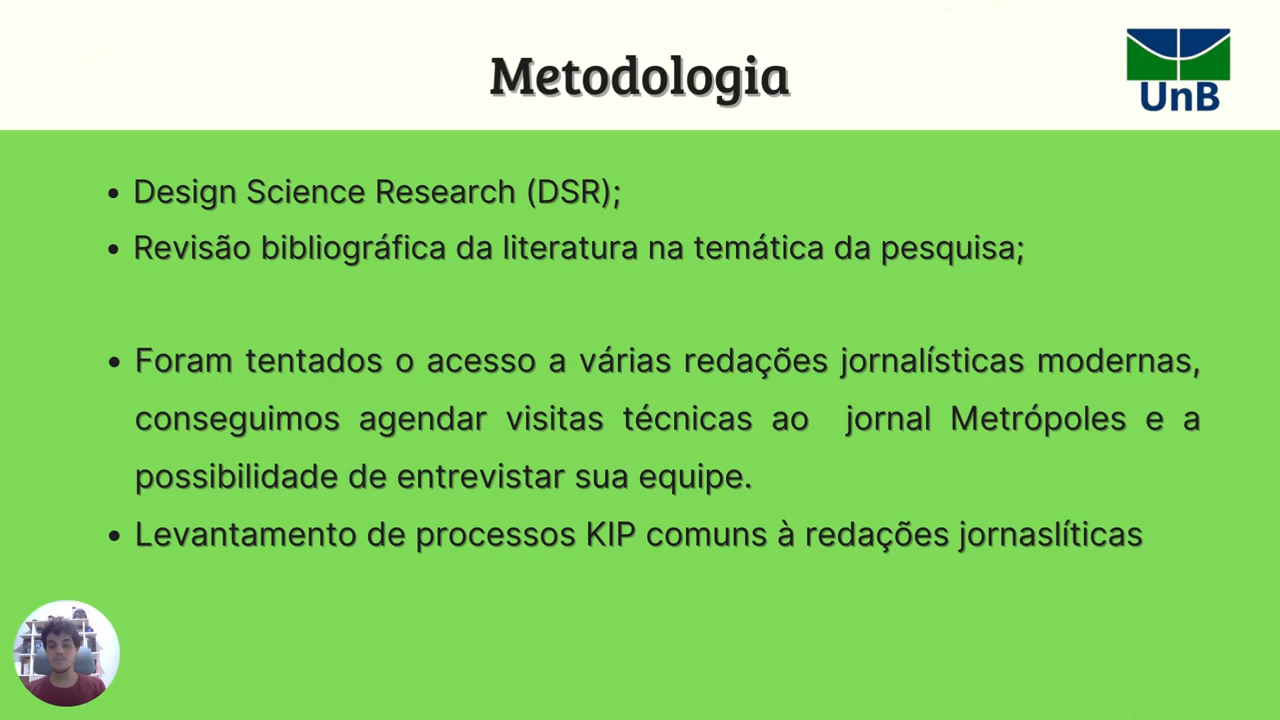 Metodologia
UnB
• Design Science Research (DSR);
• Revisão bibliográfica da literatura na temática da pesquisa;
• Foram tentados o acesso a várias redações jornalísticas modernas,
conseguimos agendar visitas técnicas ao jornal Metrópoles e a
possibilidade de entrevistar sua equipe.
• Levantamento de processos KIP comuns à redações jornaslíticas